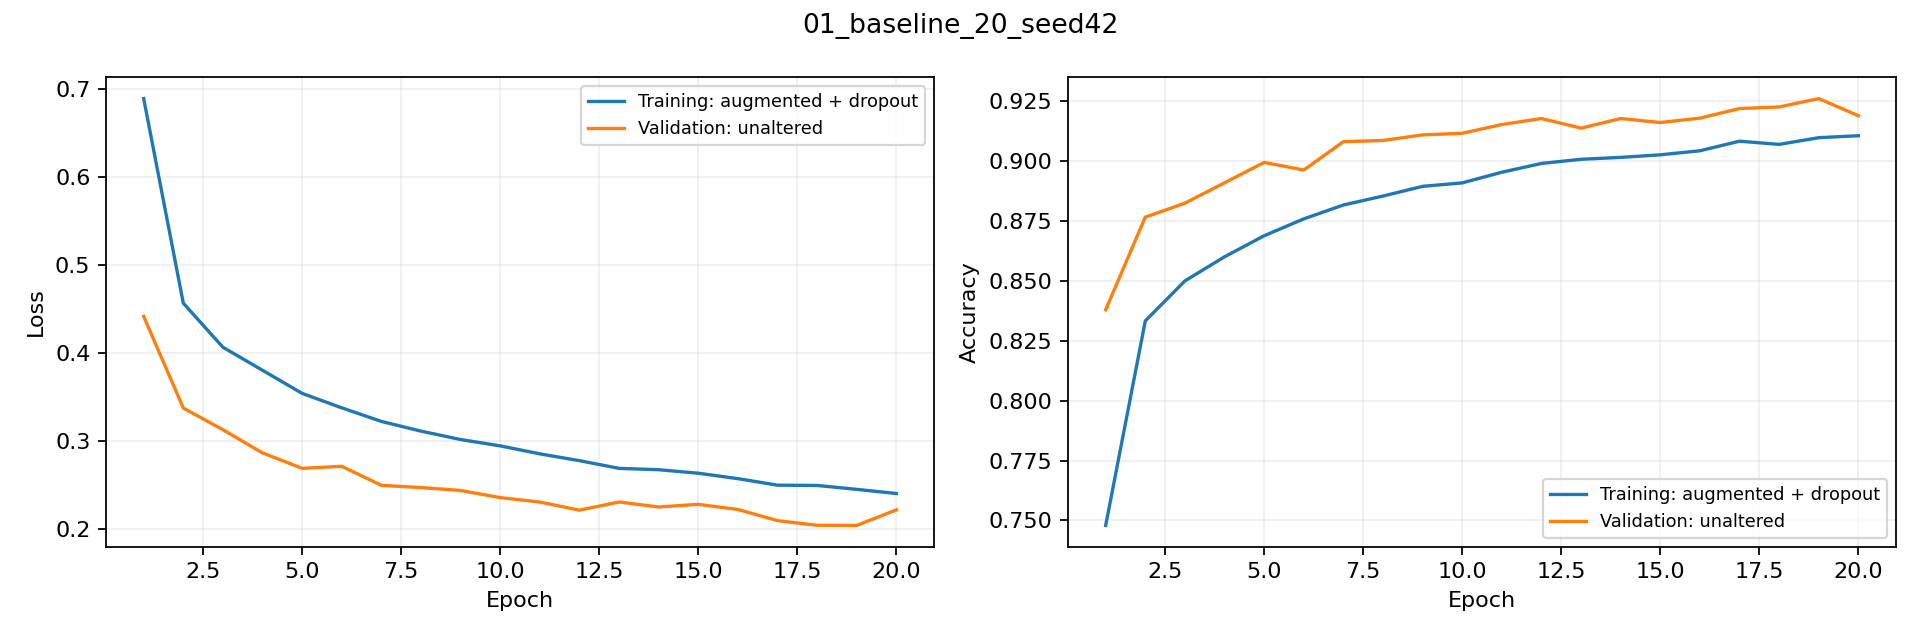 01_baseline_20_seed42
0.7
0.6
0.5
0.4
0.3
0.2
Loss
Training: augmented + dropout
Validation: unaltered
2.5 5.0 7.5 10.0 12.5 15.0 17.5 20.0
Epoch
0.925
0.900
0.875
0.850
0.825
0.800
0.775
0.750
Accuracy
Training: augmented + dropout
Validation: unaltered
2.5 5.0 7.5 10.0 12.5 15.0 17.5 20.0
Epoch